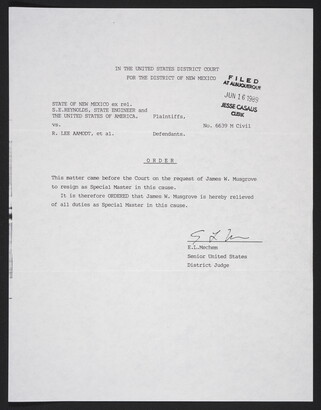 IN THE UNITED STATES DISTRICT COURT
FOR THE DISTRICT OF NEW MEXICO
FILED
AT ALBUQUERQUE
JUN 16 1989
JESSE CASAUS
CLERK
STATE OF NEW MEXICO ex rel.
S.E.REYNOLDS, STATE ENGINEER and
THE UNITED STATES OF AMERICA, Plaintiffs,
vs. No. 6639 M Civil
R. LEE AAMODT, et al. Defendants.
O R D E R
This matter came before the Court on the request of James W. Musgrove
to resign as Special Master in this cause.
It is therefore ORDERED that James W. Musgrove is hereby relieved
of all duties as Special Master in this cause.
E.L.Mechem
Senior United States
District Judge